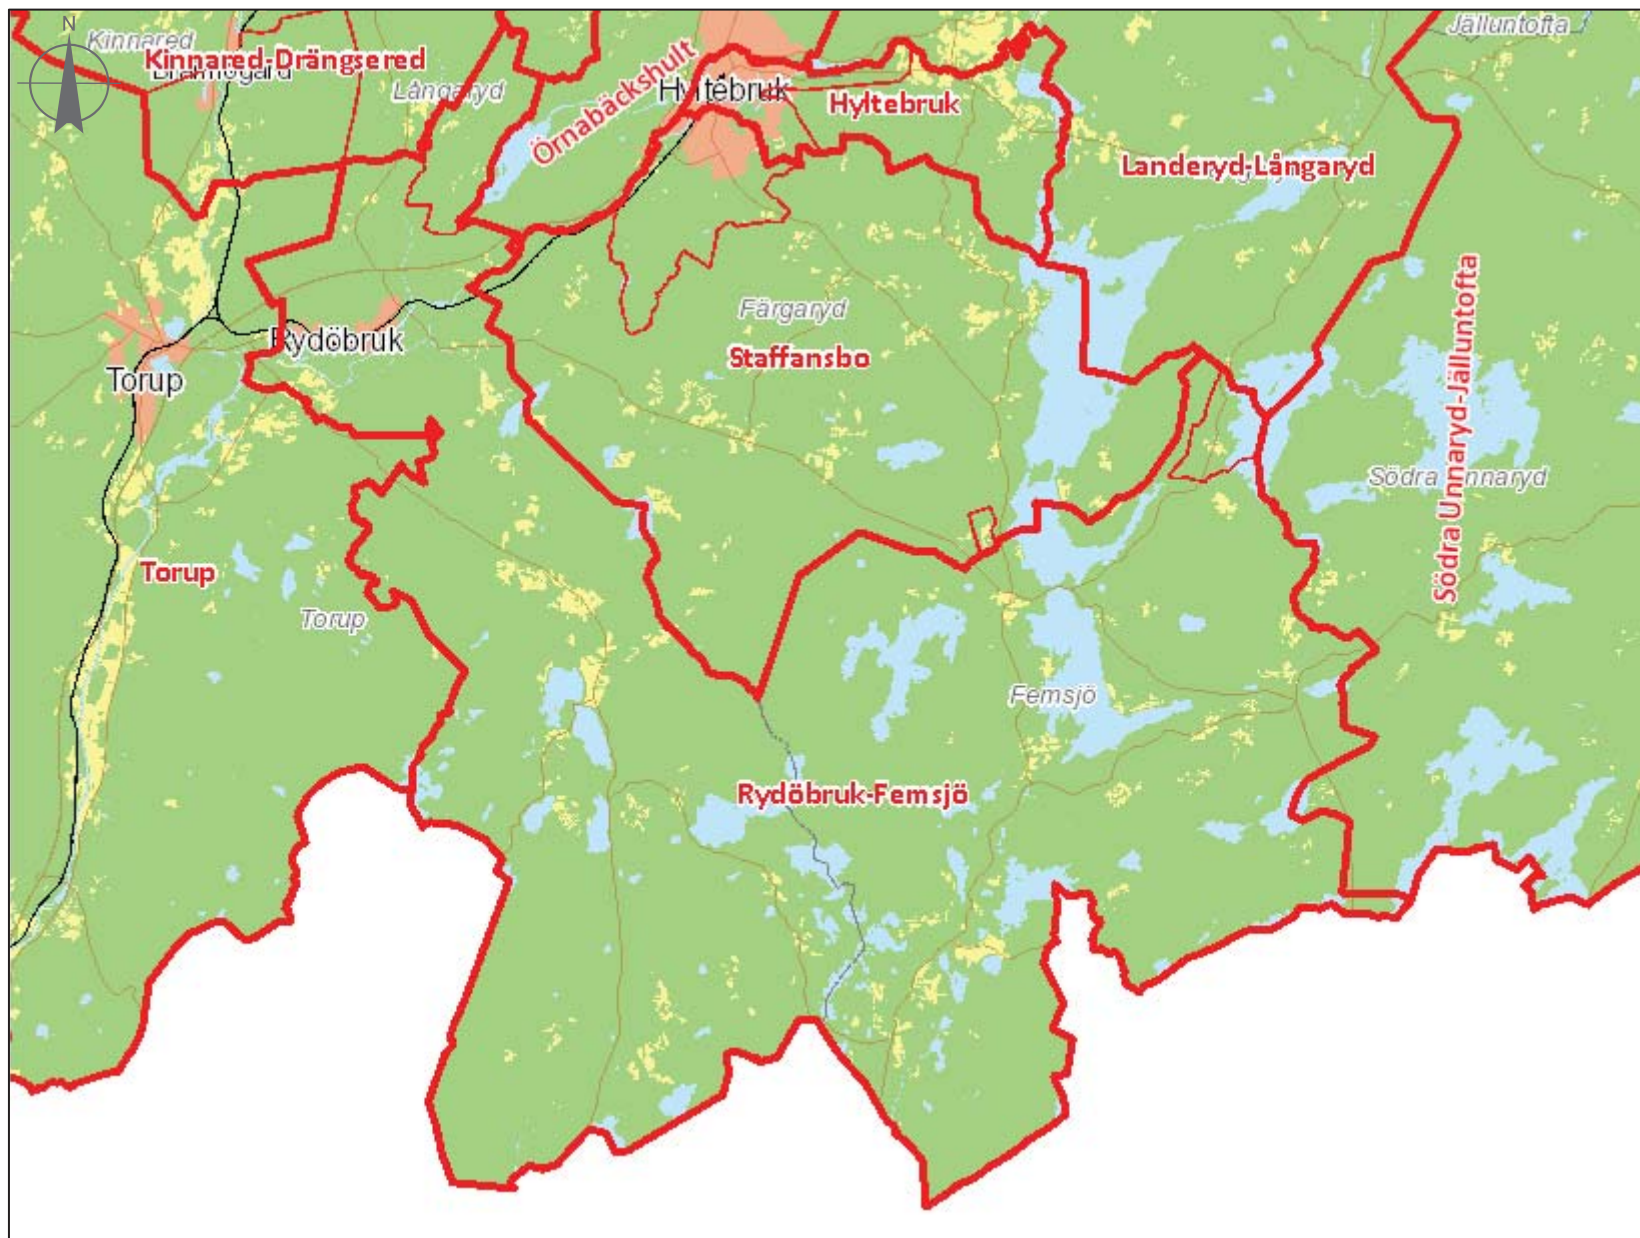 N
Kinnared
Kinnared-Drängsered
Brännögård
Långaryd
Örnabäckshult
Hyltebruk
Hyltebruk
Jälluntofta
Landeryd-Långaryd
Södra Unnaryd-Jälluntofta
Färgaryd
Staffansbo
Rydöbruk
Torup
Södra Unnaryd
Torup
Torup
Femsjö
Rydöbruk-Femsjö